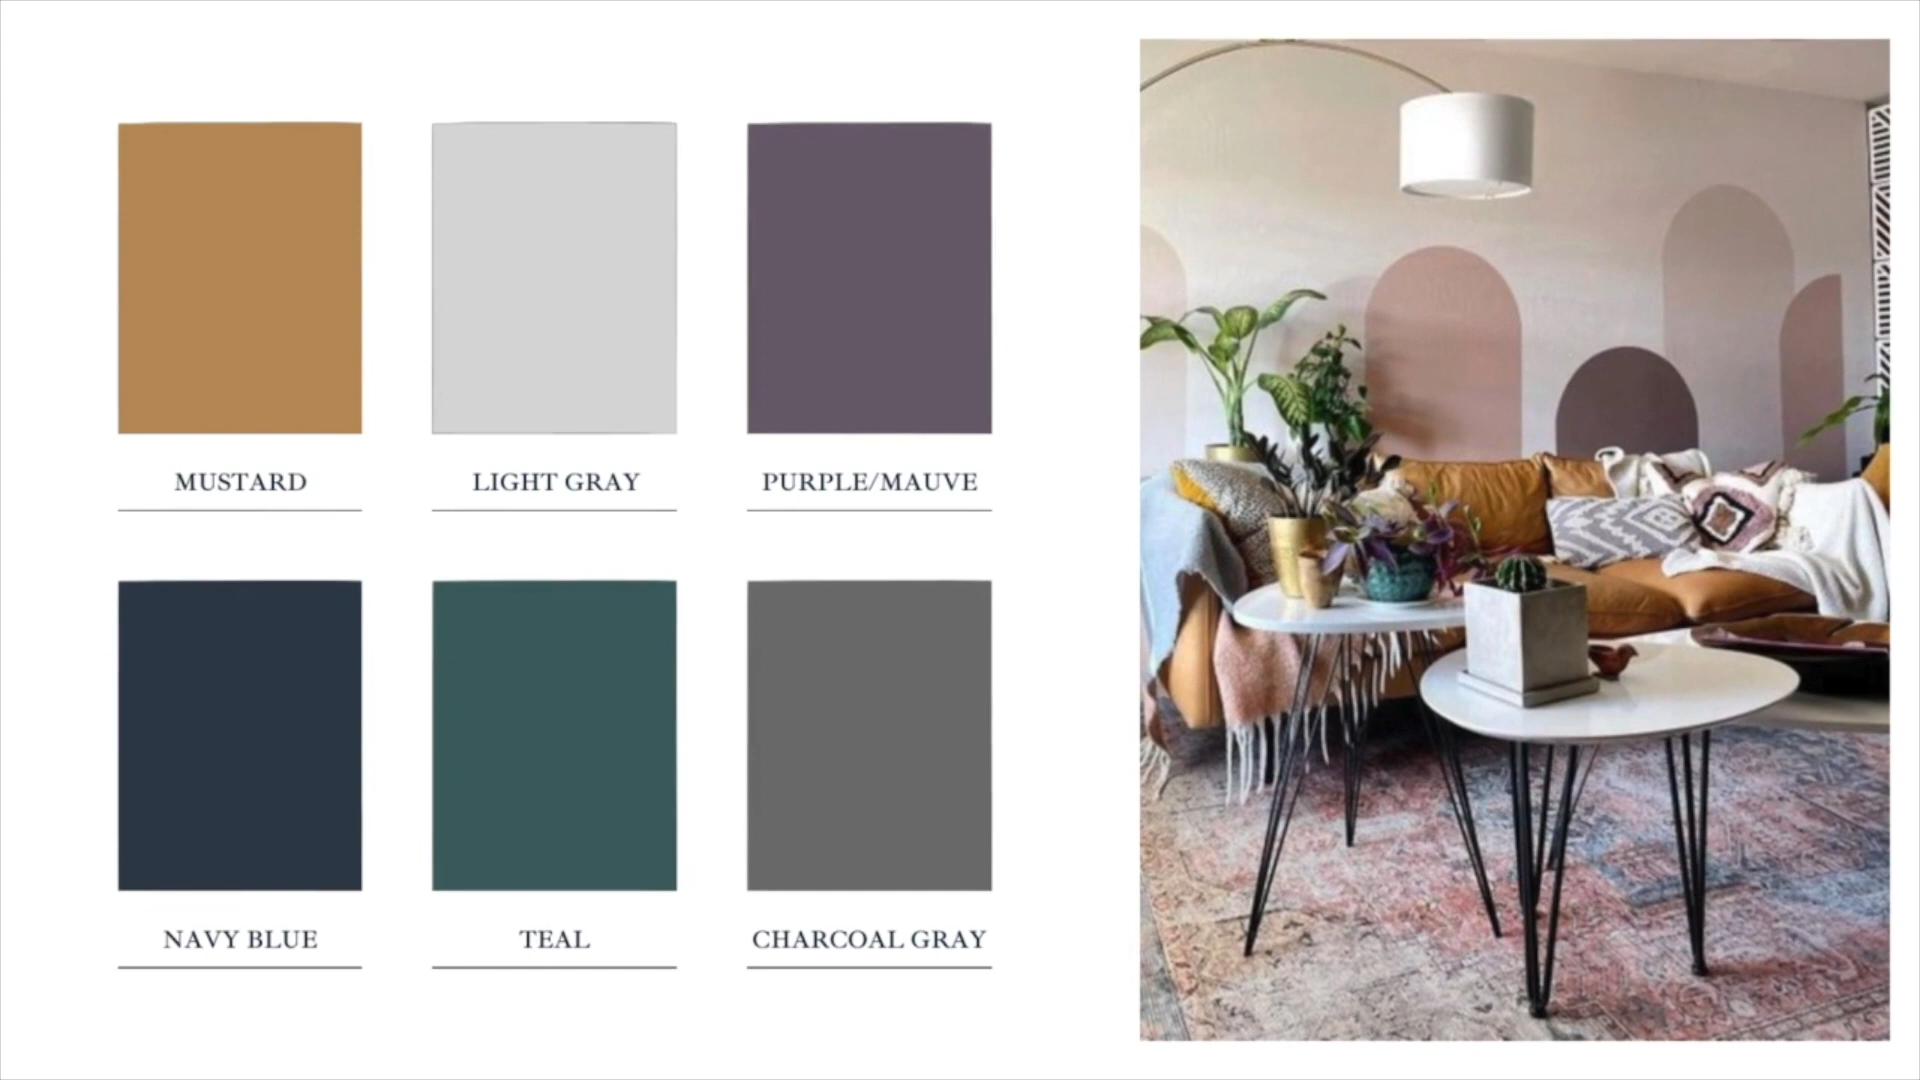 MUSTARD
LIGHT GRAY
PURPLE/MAUVE
NAVY BLUE
TEAL
CHARCOAL GRAY